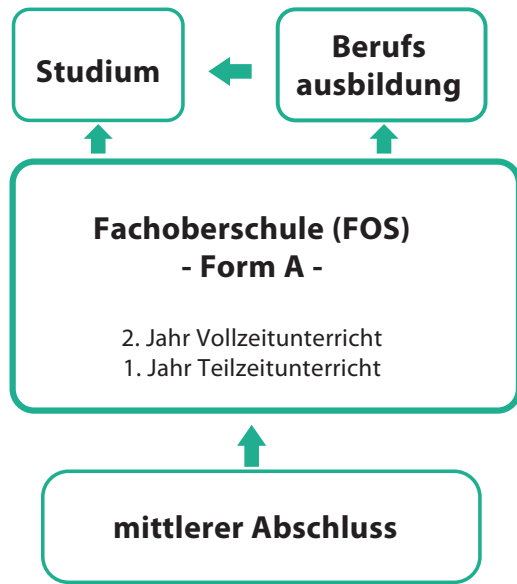 Studium
Berufs
ausbildung
Fachoberschule (FOS)
- Form A -
2. Jahr Vollzeitunterricht
1. Jahr Teilzeitunterricht
mittlerer Abschluss